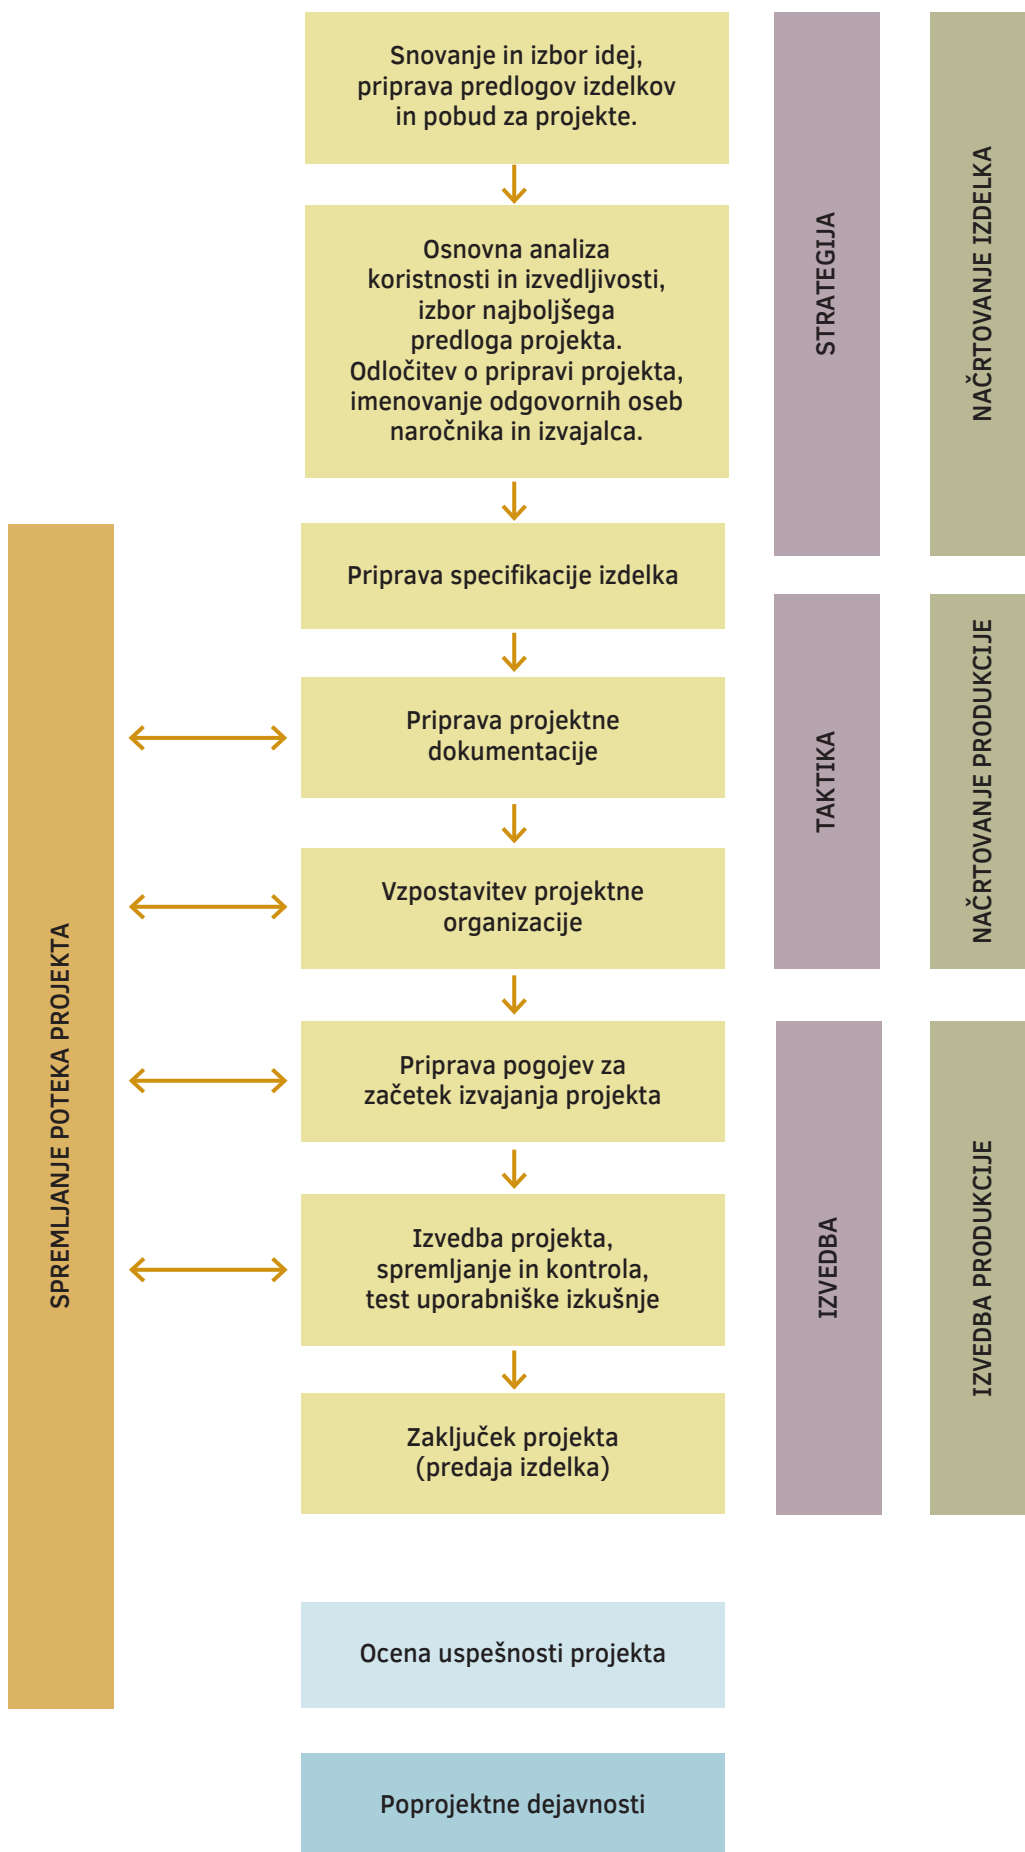 Snovanje in izbor idej,
priprava predlogov izdelkov
in pobud za projekte.
Osnovna analiza
koristnosti in izvedljivosti,
izbor najboljšega
predloga projekta.
Odločitev o pripravi projekta,
imenovanje odgovornih oseb
naročnika in izvajalca.
Priprava specifikacije izdelka
Priprava projektne
dokumentacije
Vzpostavitev projektne
organizacije
Priprava pogojev za
začetek izvajanja projekta
Izvedba projekta,
spremljanje in kontrola,
test uporabniške izkušnje
Zaključek projekta
(predaja izdelka)
Ocena uspešnosti projekta
Poprojektne dejavnosti
SPREMLJANJE POTEKA PROJEKTA
STRATEGIJA
TAKTIKA
IZVEDBA
NAČRTOVANJE IZDELKA
NAČRTOVANJE PRODUKCIJE
IZVEDBA PRODUKCIJE